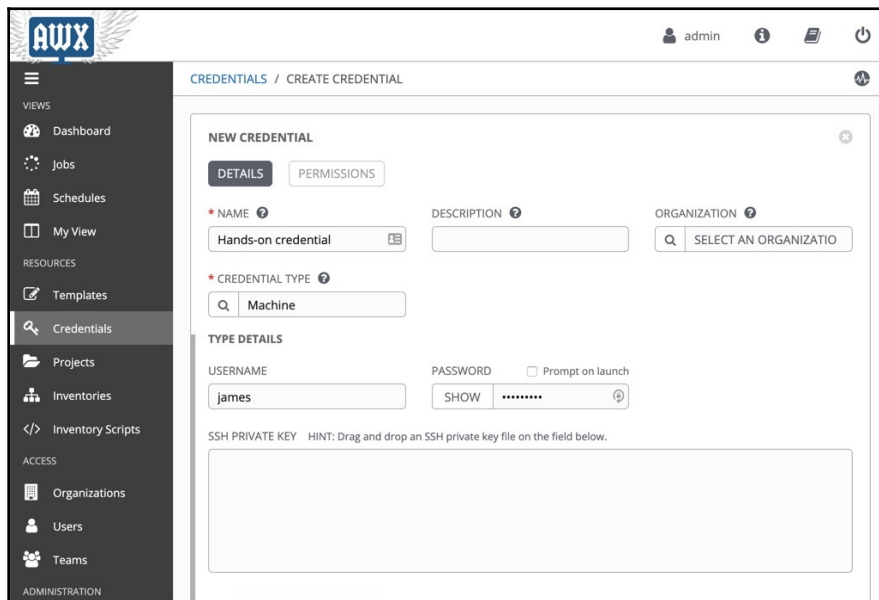 AWX
admin
CREDENTIALS / CREATE CREDENTIAL
VIEWS
Dashboard
Jobs
Schedules
My View
RESOURCES
Templates
Credentials
Projects
Inventories
Inventory Scripts
ACCESS
Organizations
Users
Teams
ADMINISTRATION
NEW CREDENTIAL
DETAILS PERMISSIONS
* NAME ? DESCRIPTION ? ORGANIZATION ?
Hands-on credential SELECT AN ORGANIZATIO
* CREDENTIAL TYPE ?
Machine
TYPE DETAILS
USERNAME PASSWORD Prompt on launch
james SHOW •••••••••
SSH PRIVATE KEY HINT: Drag and drop an SSH private key file on the field below.